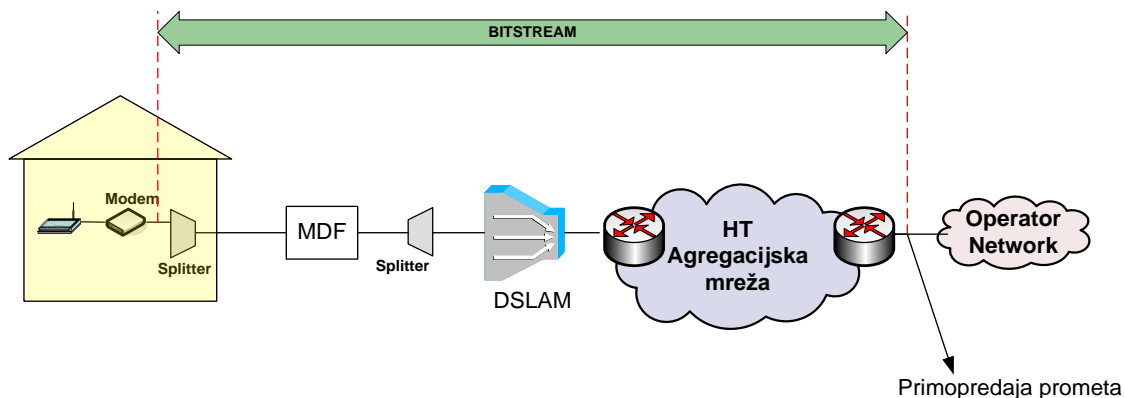 BITSTREAM
Modem
Splitter
MDF
Splitter
DSLAM
HT
Agregacijska
mreža
Operator
Network
Primopredaja prometa